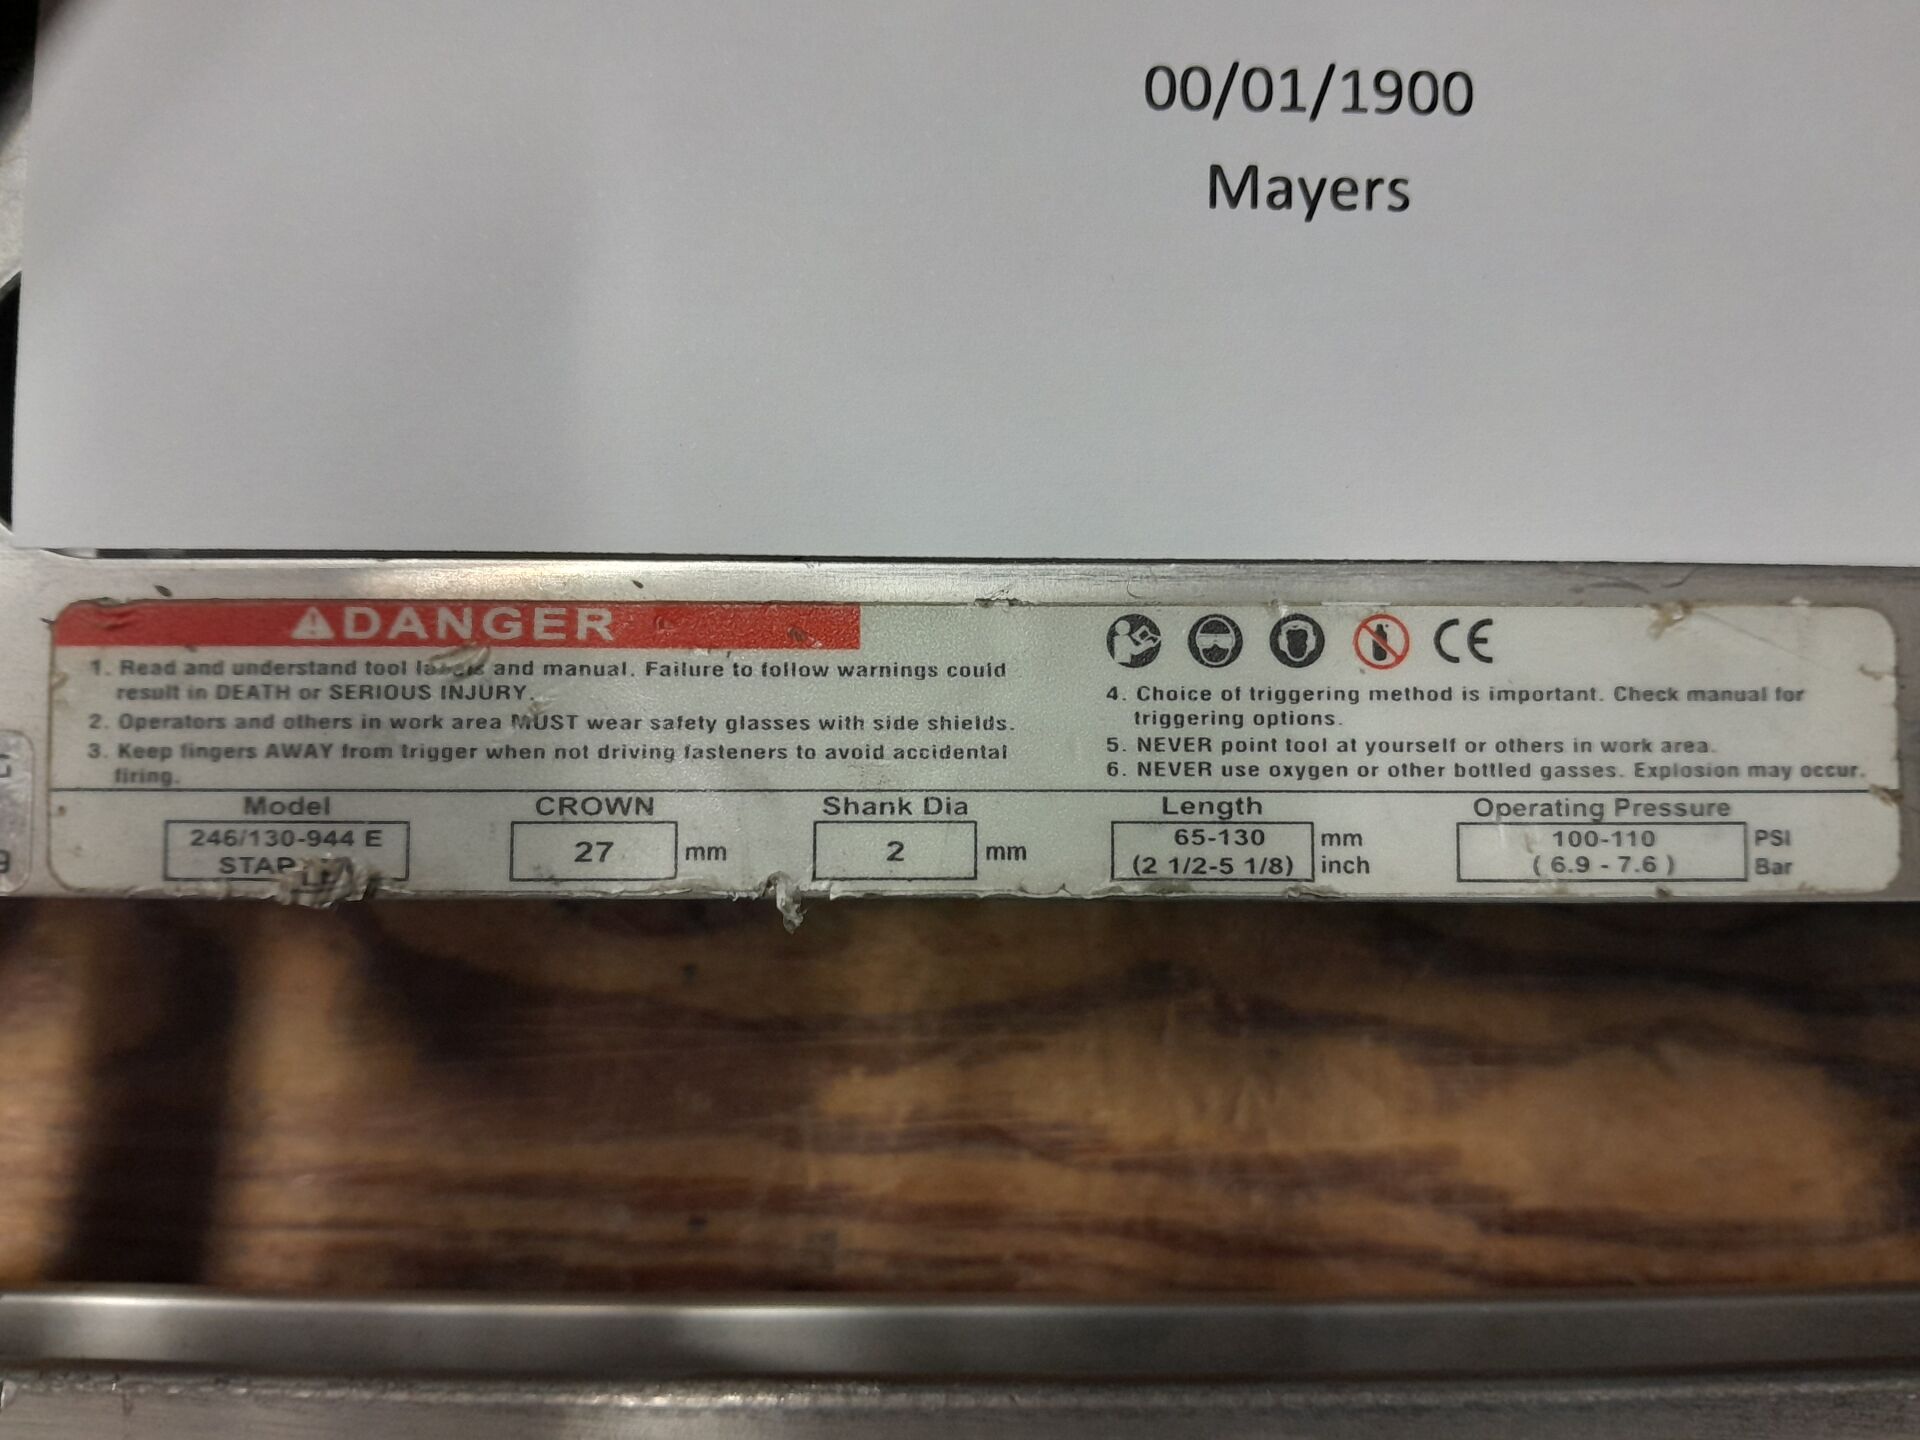 00/01/1900
Mayers
DANGER
1. Read and understand tool labels and manual. Failure to follow warnings could
result in DEATH or SERIOUS INJURY.
2. Operators and others in work area MUST wear safety glasses with side shields.
3. Keep fingers AWAY from trigger when not driving fasteners to avoid accidental
firing.
CE
4. Choice of triggering method is important. Check manual for
triggering options.
5. NEVER point tool at yourself or others in work area.
6. NEVER use oxygen or other bottled gasses. Explosion may occur.
Model
246/130-944 E
CROWN
27 mm
Shank Dia
2 mm
Length
65-130 mm
(2 1/2-5 1/8) inch
Operating Pressure
100-110 PSI
( 6.9 - 7.6 ) Bar